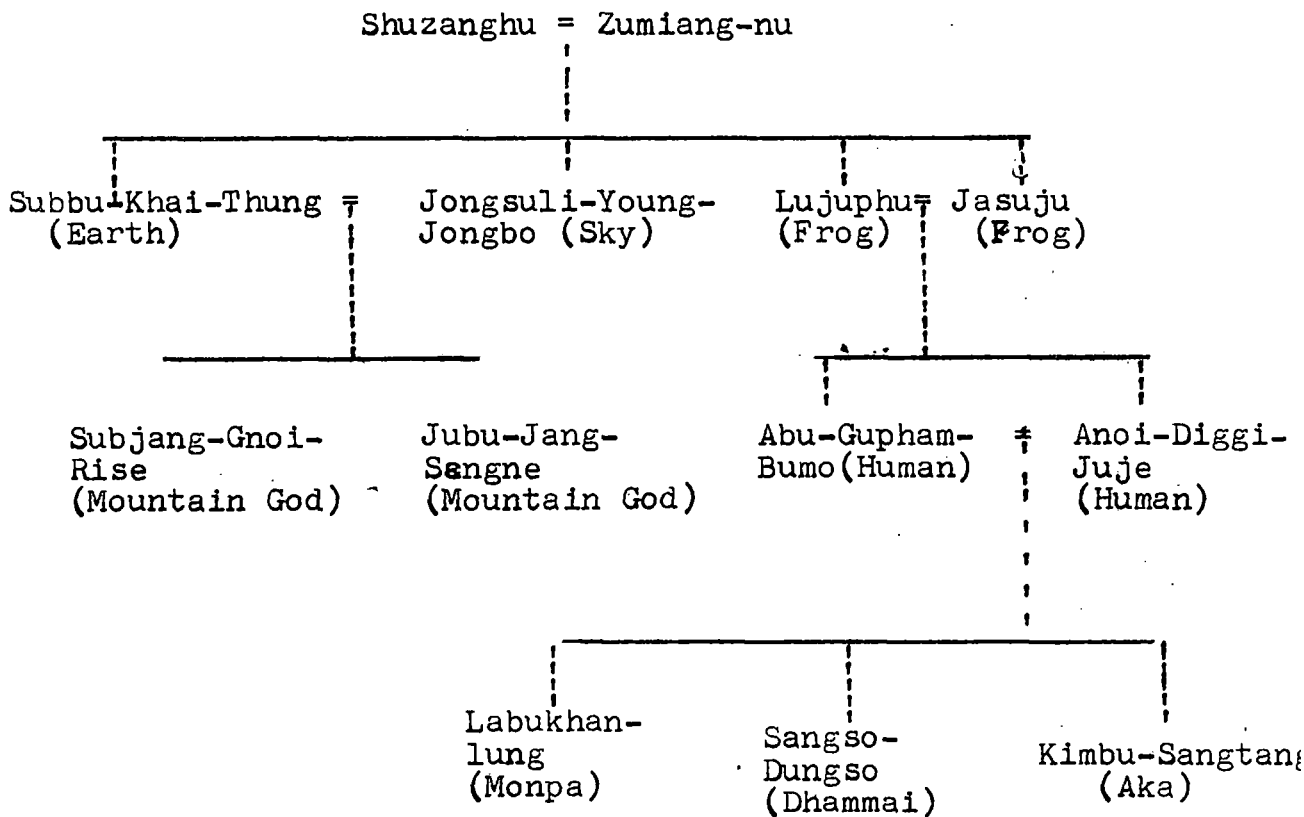 Shuzanghu = Zumiang-nu
Subbu-Khai-Thung = Jongsuli-Young- Lujuphu= Jasuju
(Earth) Jongbo (Sky) (Frog) (Frog)
Subjang-Gnoi- Jubu-Jang- Abu-Gupham- = Anoi-Diggi-
Rise Sengne Bumo(Human) Juje
(Mountain God) (Mountain God) (Human)
Labukhan- Sangso- Kimbu-Sangtang
lung Dungso (Aka)
(Monpa) (Dhammai)